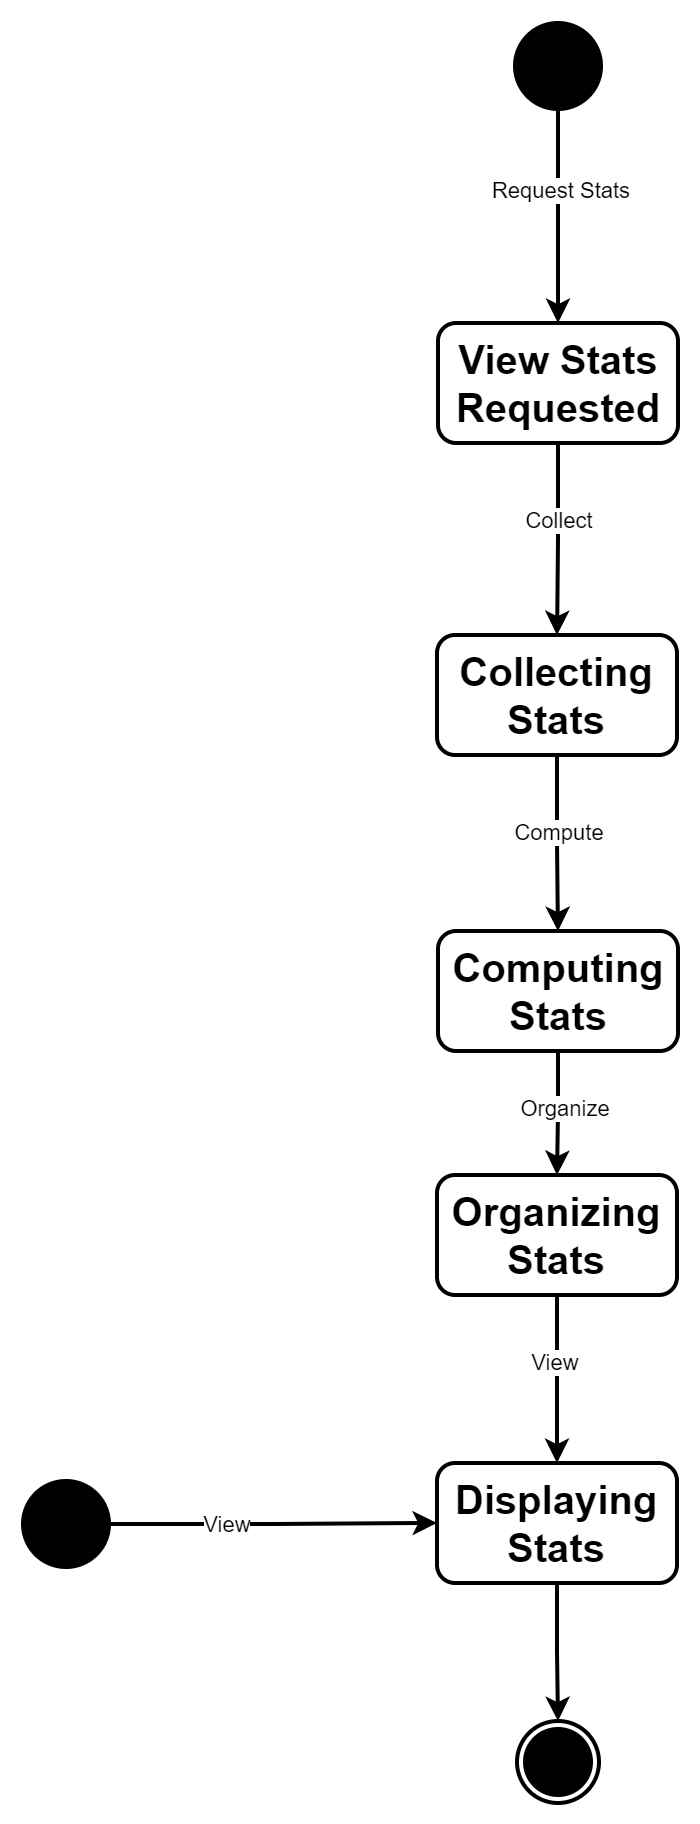 Request Stats
View Stats
Requested
Collect
Collecting
Stats
Compute
Computing
Stats
Organize
Organizing
Stats
View
Displaying
Stats
View